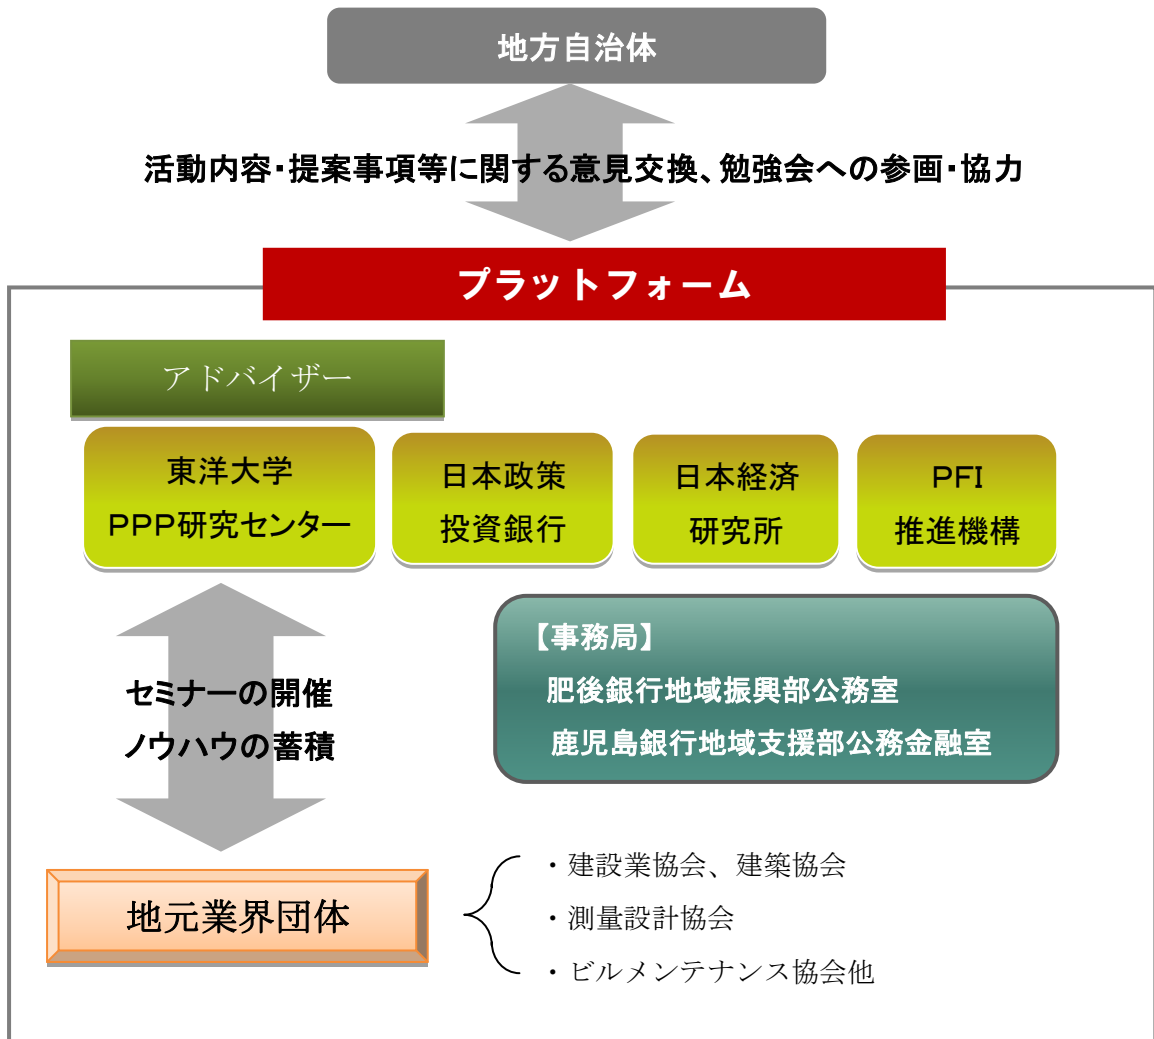 地方自治体
活動内容・提案事項等に関する意見交換、勉強会への参画・協力
プラットフォーム
アドバイザー
東洋大学
PPP研究センター
日本政策
投資銀行
日本経済
研究所
PFI
推進機構
【事務局】
肥後銀行地域振興部公務室
鹿児島銀行地域支援部公務金融室
セミナーの開催
ノウハウの蓄積
地元業界団体
・建設業協会、建築協会
・測量設計協会
・ビルメンテナンス協会他